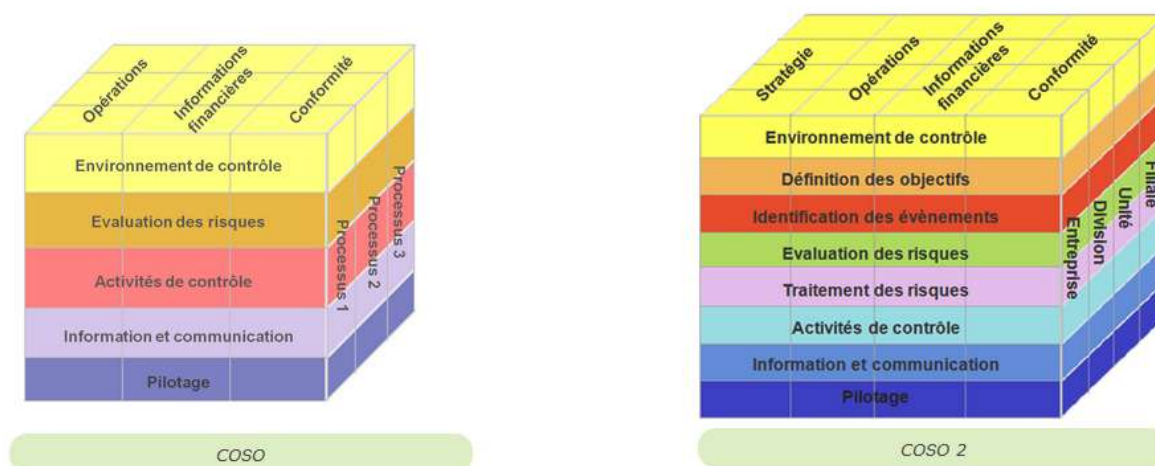 Opérations
Informations
financières
Conformité
Environnement de contrôle
Evaluation des risques
Activités de contrôle
Information et communication
Pilotage
Processus 1
Processus 2
Processus 3
COSO
Stratégie
Opérations
Informations
financières
Conformité
Environnement de contrôle
Définition des objectifs
Identification des évènements
Evaluation des risques
Traitement des risques
Activités de contrôle
Information et communication
Pilotage
Entreprise
Division
Unité
Filiale
COSO 2